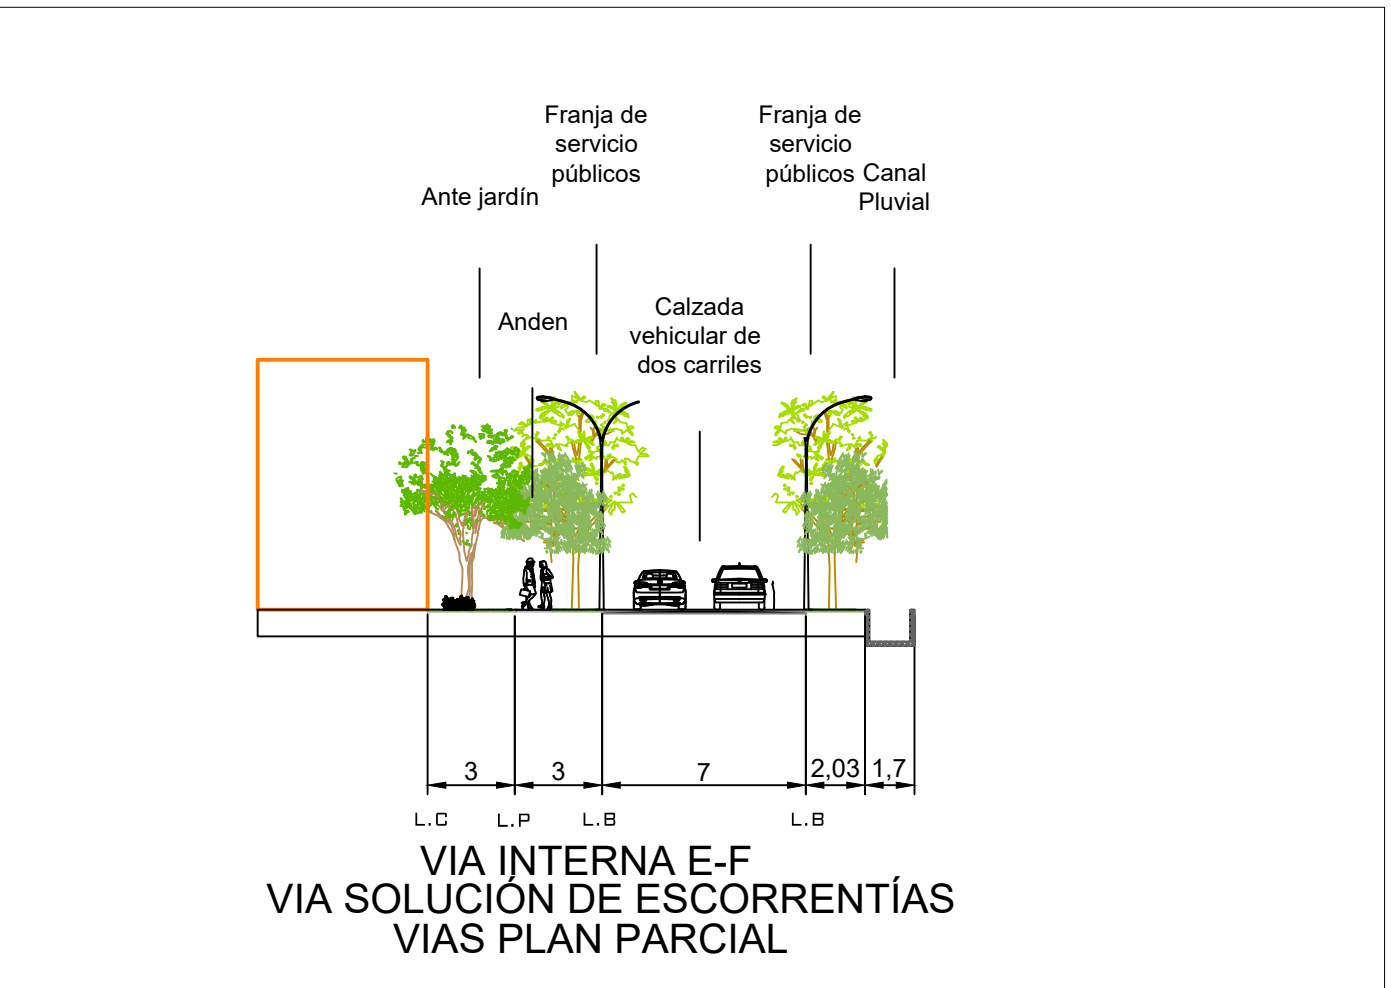 Franja de
servicio
públicos
Franja de
servicio
públicos
Canal
Pluvial
Ante jardín
Anden
Calzada
vehicular de
dos carriles
3
3
7
2,03
1,7
L.C
L.P
L.B
L.B
VIA INTERNA E-F
VIA SOLUCIÓN DE ESCORRENTÍAS
VIAS PLAN PARCIAL